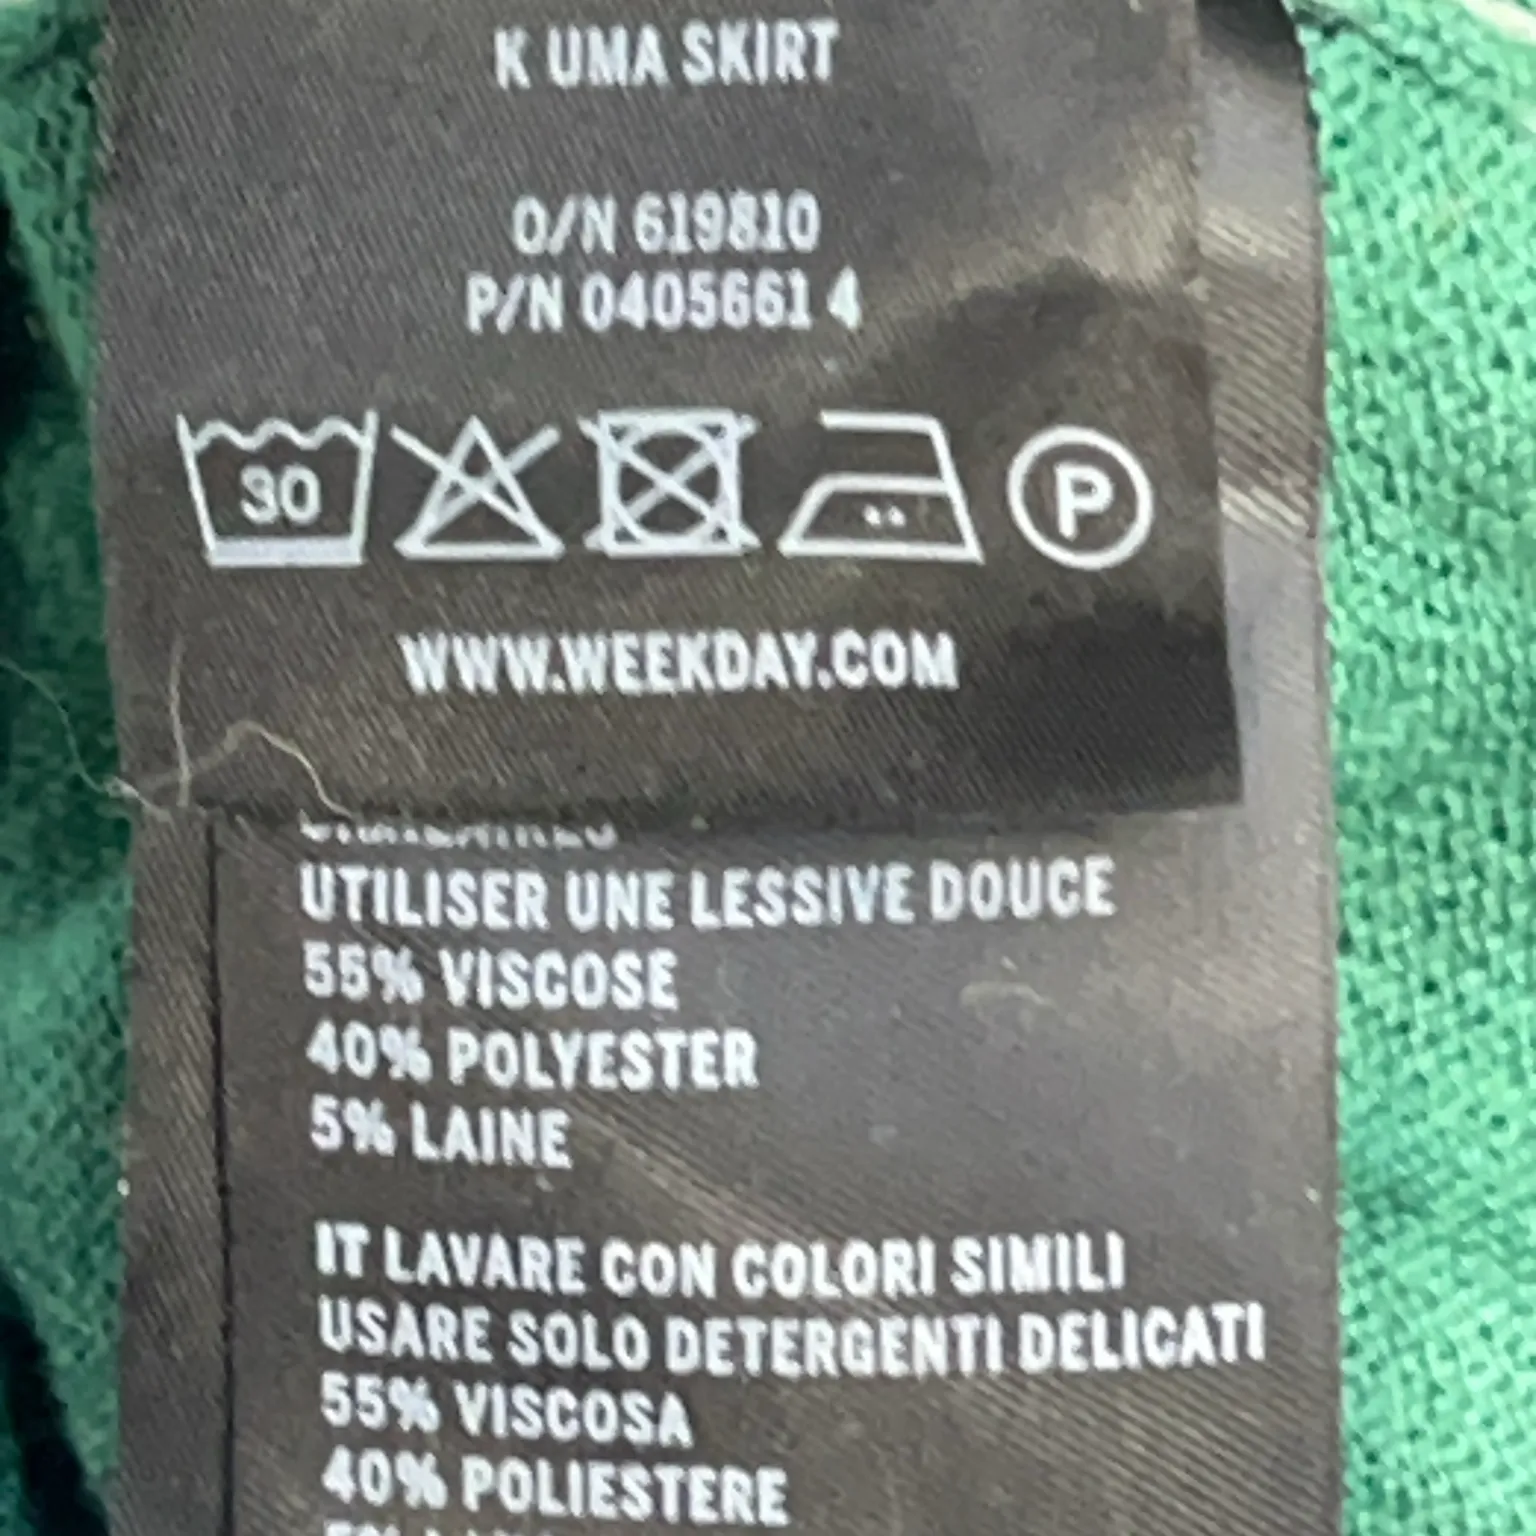 K UMA SKIRT
O/N 619810
P/N 0405661 4
30 P
WWW.WEEKDAY.COM
UTILISER UNE LESSIVE DOUCE
55% VISCOSE
40% POLYESTER
5% LAINE
IT LAVARE CON COLORI SIMILI
USARE SOLO DETERGENTI DELICATI
55% VISCOSA
40% POLIESTERE